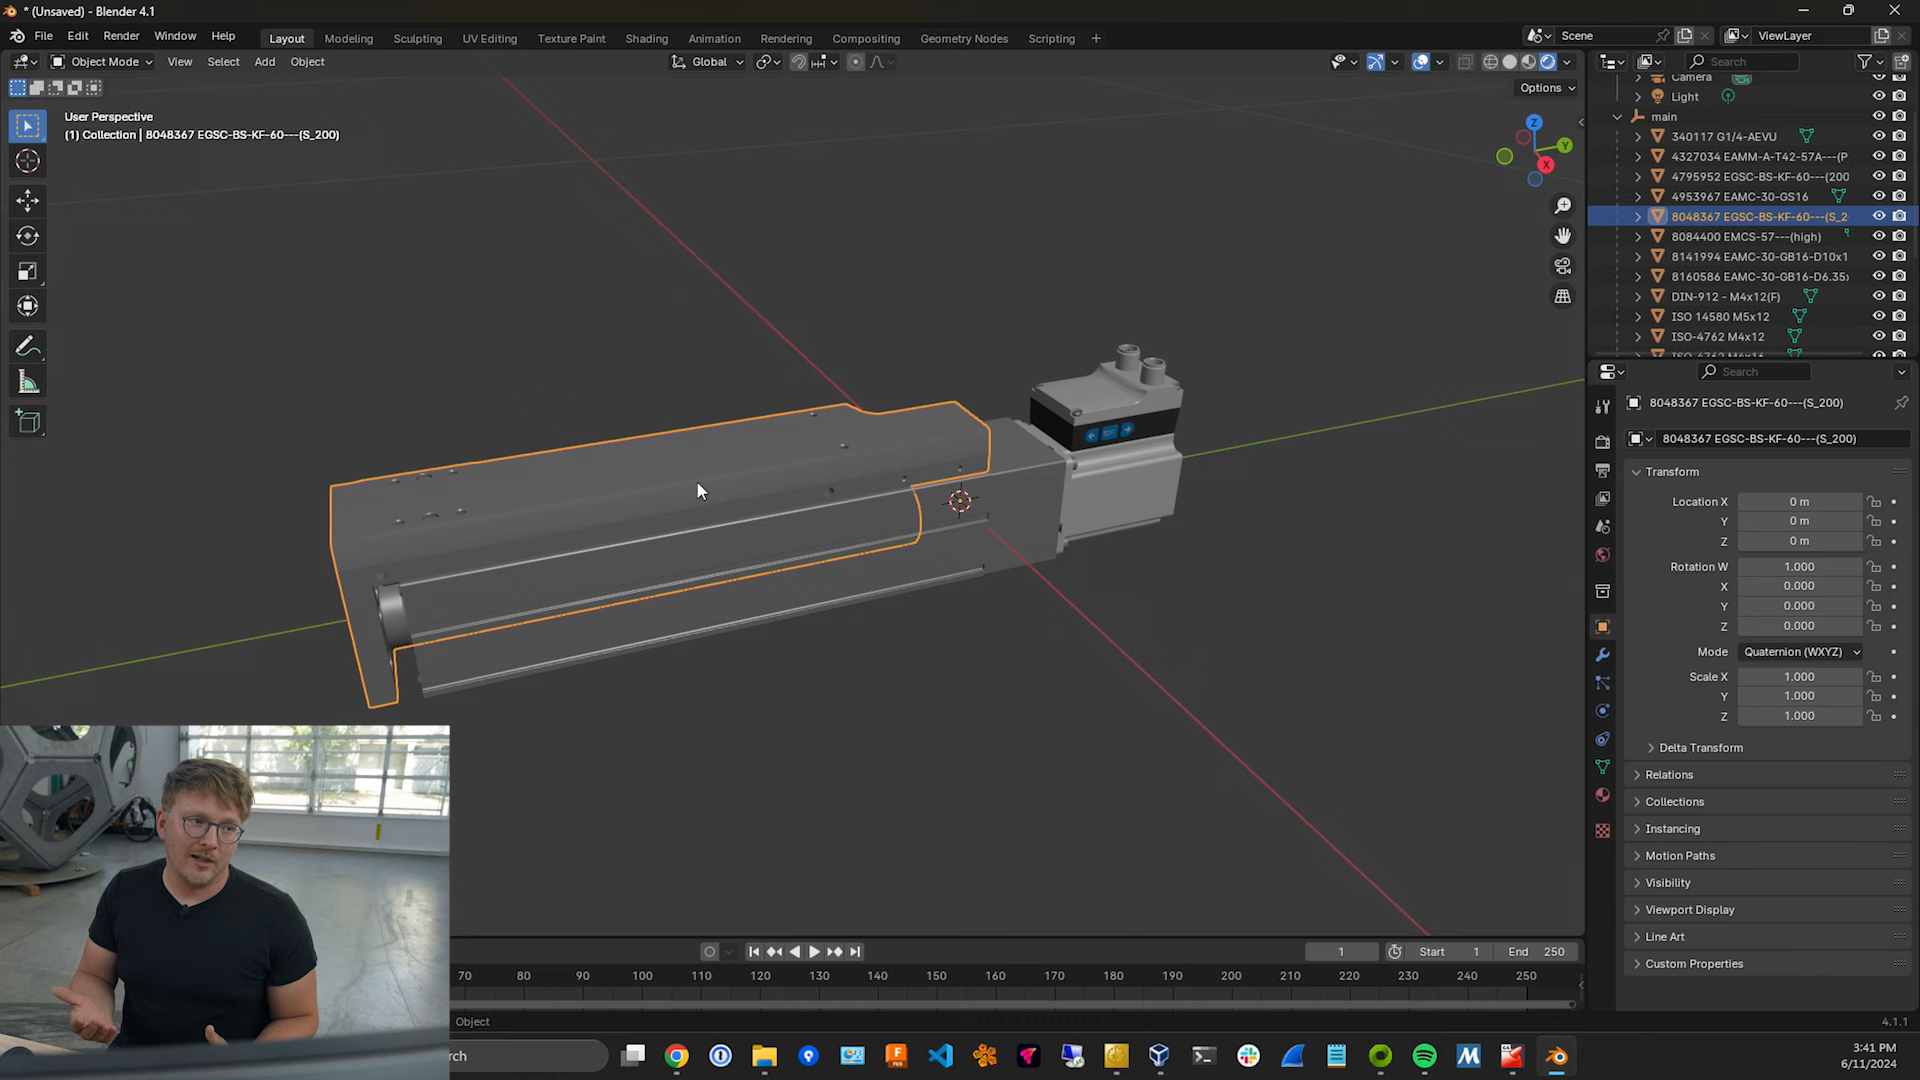 * (Unsaved) - Blender 4.1
File Edit Render Window Help
Layout Modeling Sculpting UV Editing Texture Paint Shading Animation Rendering Compositing Geometry Nodes Scripting +
Scene ViewLayer
Object Mode View Select Add Object
Global
Search
Options
User Perspective
(1) Collection | 8048367 EGSC-BS-KF-60---(S_200)
Z
Y
X
Camera
Light
main
340117 G1/4-AEVU
4327034 EAMM-A-T42-57A---(P
4795952 EGSC-BS-KF-60---(200
4953967 EAMC-30-GS16
8048367 EGSC-BS-KF-60---(S_2
8084400 EMCS-57---(high)
8141994 EAMC-30-GB16-D10x1
8160586 EAMC-30-GB16-D6.35
DIN-912 - M4x12(F)
ISO 14580 M5x12
ISO-4762 M4x12
ISO-4762 M4x16
Search
8048367 EGSC-BS-KF-60---(S_200)
8048367 EGSC-BS-KF-60---(S_200)
Transform
Location X 0 m
Y 0 m
Z 0 m
Rotation W 1.000
X 0.000
Y 0.000
Z 0.000
Mode Quaternion (WXYZ)
Scale X 1.000
Y 1.000
Z 1.000
Delta Transform
Relations
Collections
Instancing
Motion Paths
Visibility
Viewport Display
Line Art
Custom Properties
1 Start 1 End 250
70 80 90 100 110 120 130 140 150 160 170 180 190 200 210 220 230 240 250
Object
4.1.1
rch
3:41 PM
6/11/2024